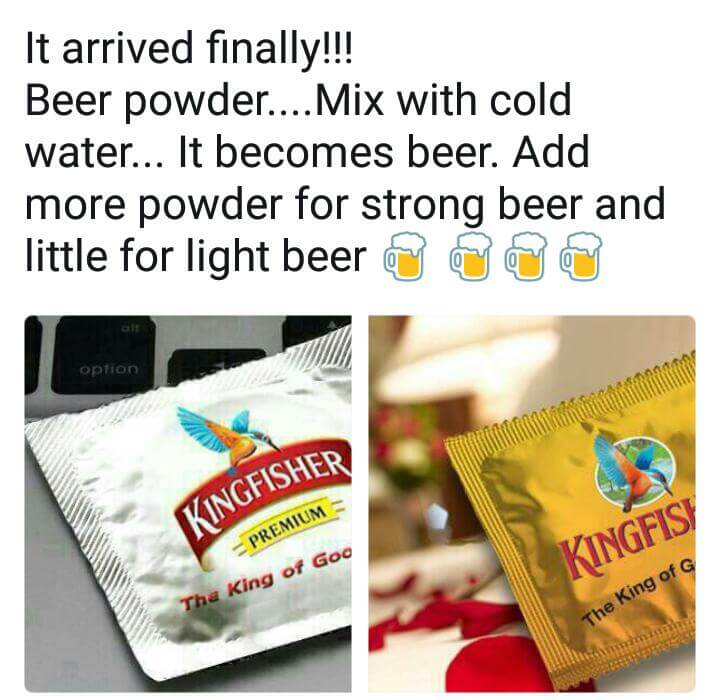 It arrived finally!!!
Beer powder....Mix with cold
water... It becomes beer. Add
more powder for strong beer and
little for light beer 🍺 🍺 🍺 🍺
alt
option
KINGFISHER
PREMIUM
The King of Goo
KINGFISH
The King of G